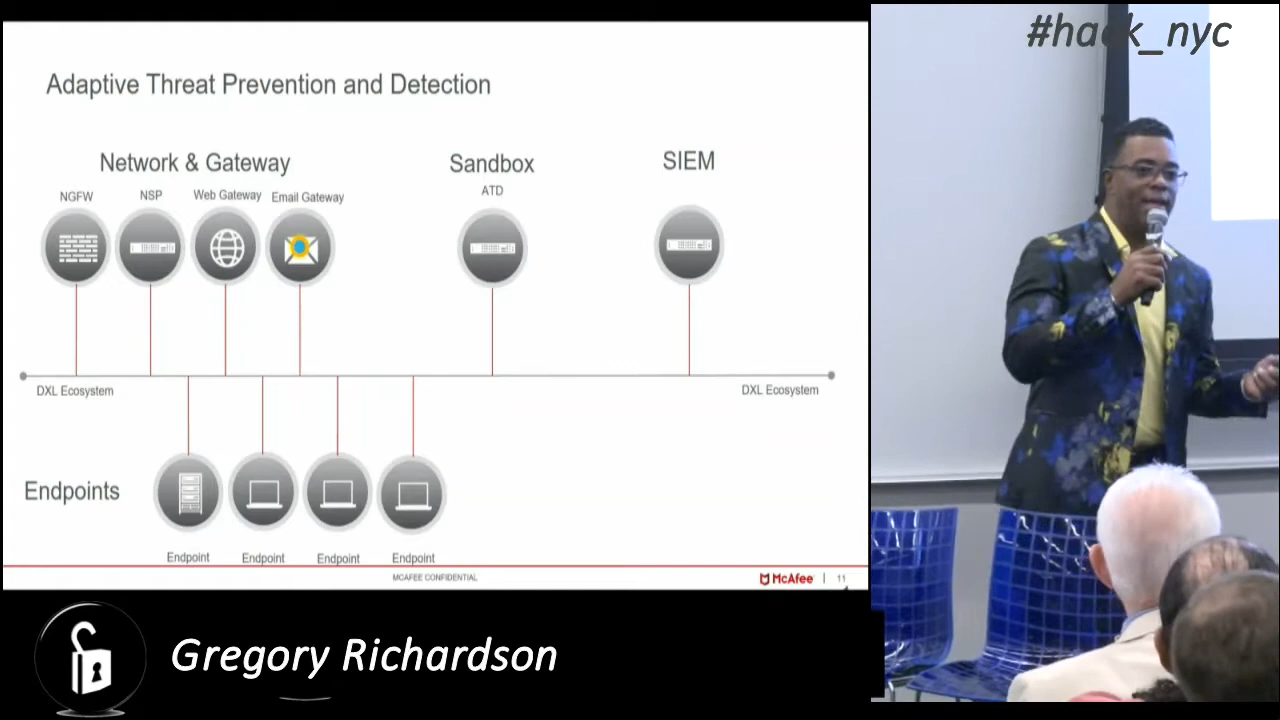 #hack_nyc
Adaptive Threat Prevention and Detection
Network & Gateway
Sandbox
SIEM
NGFW
NSP
Web Gateway
Email Gateway
ATD
DXL Ecosystem
DXL Ecosystem
Endpoints
Endpoint
Endpoint
Endpoint
Endpoint
MCAFEE CONFIDENTIAL
McAfee
11
Gregory Richardson